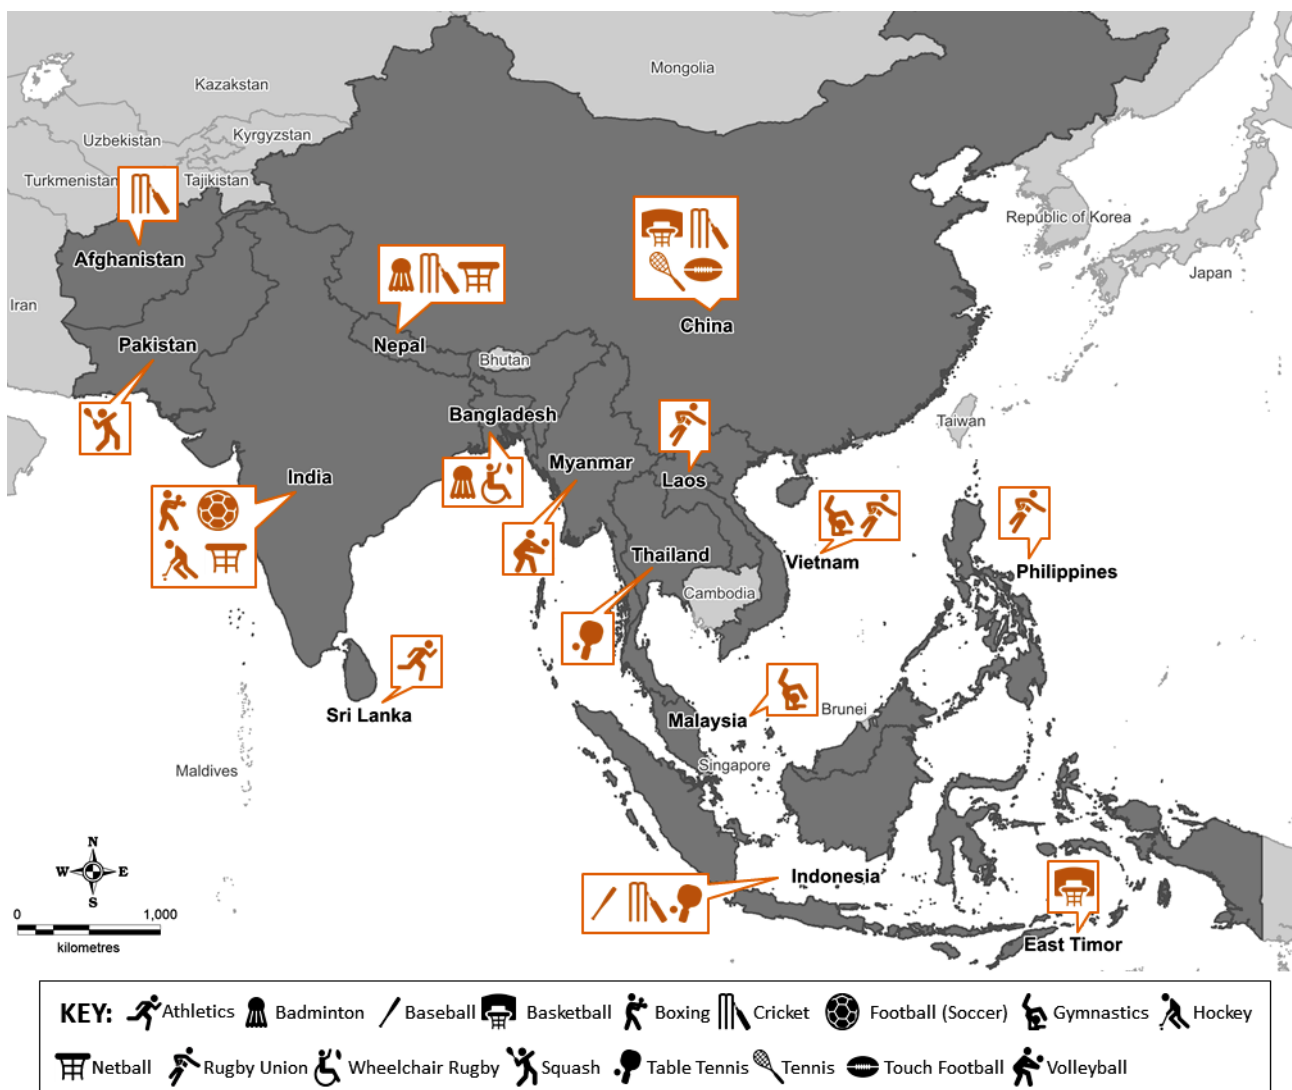 Mongolia
Kazakstan
Uzbekistan
Kyrgyzstan
Turkmenistan
Tajikistan
Republic of Korea
Afghanistan
Japan
Iran
China
Pakistan
Nepal
Bhutan
Bangladesh
Taiwan
Myanmar
India
Laos
Thailand
Vietnam
Philippines
Cambodia
Sri Lanka
Malaysia
Brunei
Maldives
Singapore
N
W E
S
Indonesia
0 1,000
kilometres
East Timor
KEY: Athletics Badminton Baseball Basketball Boxing Cricket Football (Soccer) Gymnastics Hockey
Netball Rugby Union Wheelchair Rugby Squash Table Tennis Tennis Touch Football Volleyball